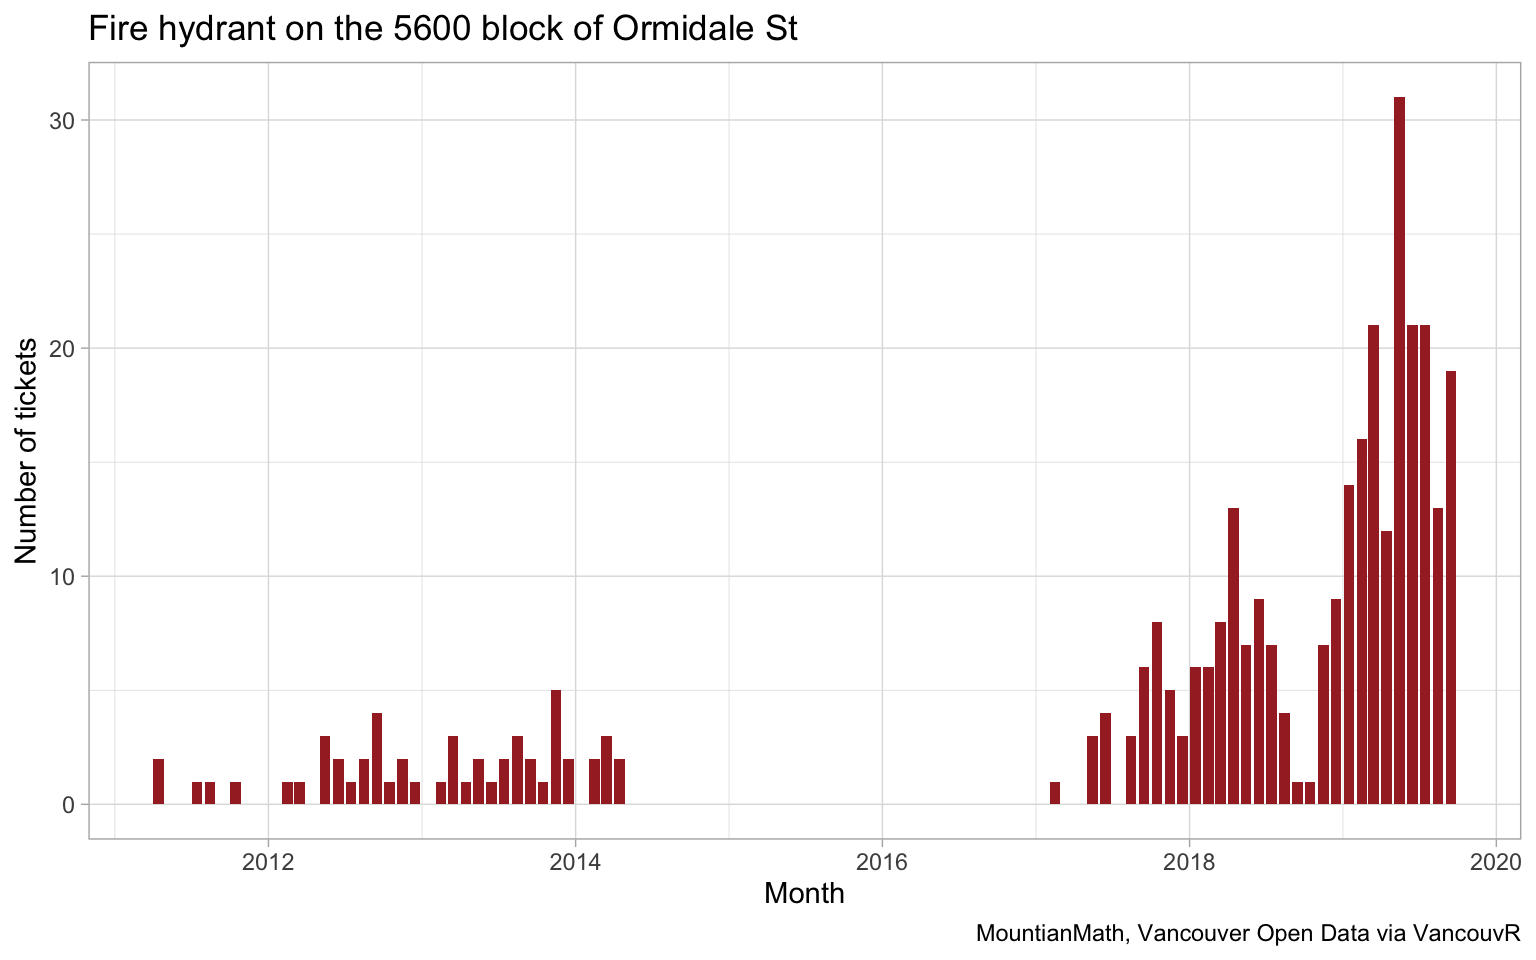 Fire hydrant on the 5600 block of Ormidale St
Number of tickets
30
20
10
0
2012 2014 2016 2018 2020
Month
MountianMath, Vancouver Open Data via VancouvR